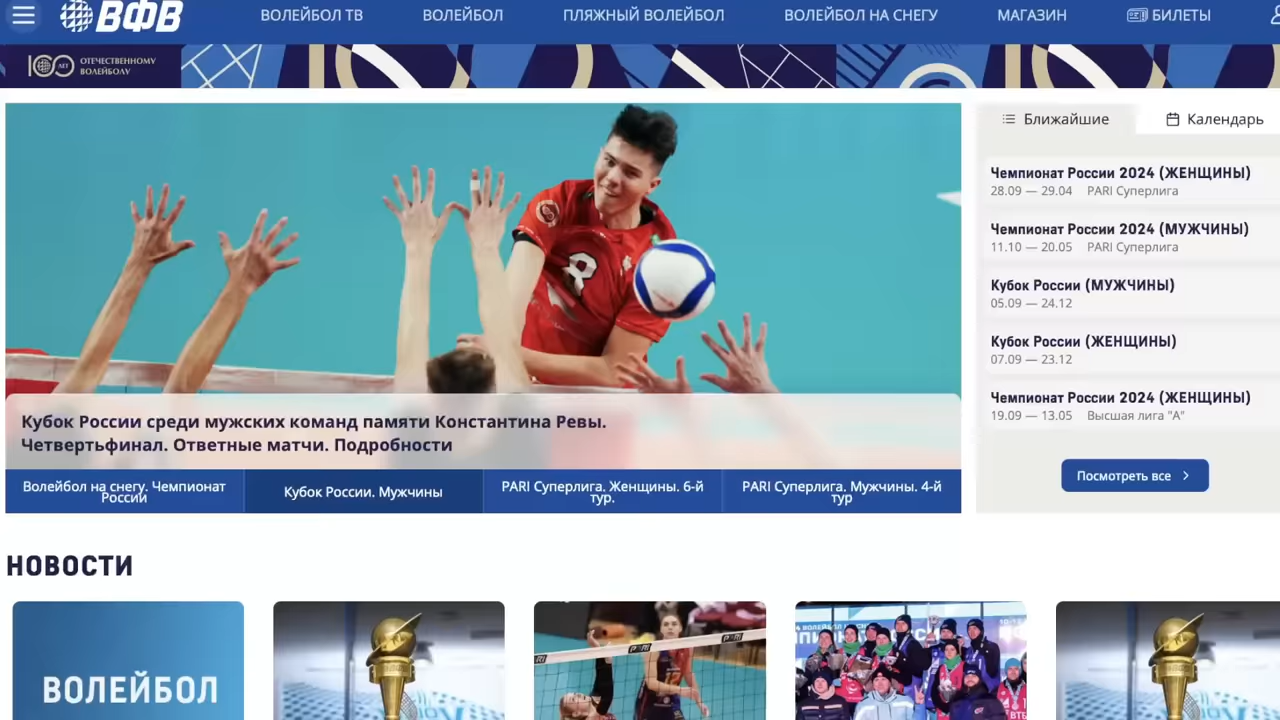 ВФВ
ВОЛЕЙБОЛ ТВ
ВОЛЕЙБОЛ
ПЛЯЖНЫЙ ВОЛЕЙБОЛ
ВОЛЕЙБОЛ НА СНЕГУ
МАГАЗИН
БИЛЕТЫ
100 ЛЕТ ОТЕЧЕСТВЕННОМУ
ВОЛЕЙБОЛУ
8
Кубок России среди мужских команд памяти Константина Ревы.
Четвертьфинал. Ответные матчи. Подробности
Волейбол на снегу. Чемпионат
России
Кубок России. Мужчины
PARI Суперлига. Женщины. 6-й
тур.
PARI Суперлига. Мужчины. 4-й
тур
Ближайшие
Календарь
Чемпионат России 2024 (ЖЕНЩИНЫ)
28.09 — 29.04 PARI Суперлига
Чемпионат России 2024 (МУЖЧИНЫ)
11.10 — 20.05 PARI Суперлига
Кубок России (МУЖЧИНЫ)
05.09 — 24.12
Кубок России (ЖЕНЩИНЫ)
07.09 — 23.12
Чемпионат России 2024 (ЖЕНЩИНЫ)
19.09 — 13.05 Высшая лига "А"
Посмотреть все
НОВОСТИ
ВОЛЕЙБОЛ